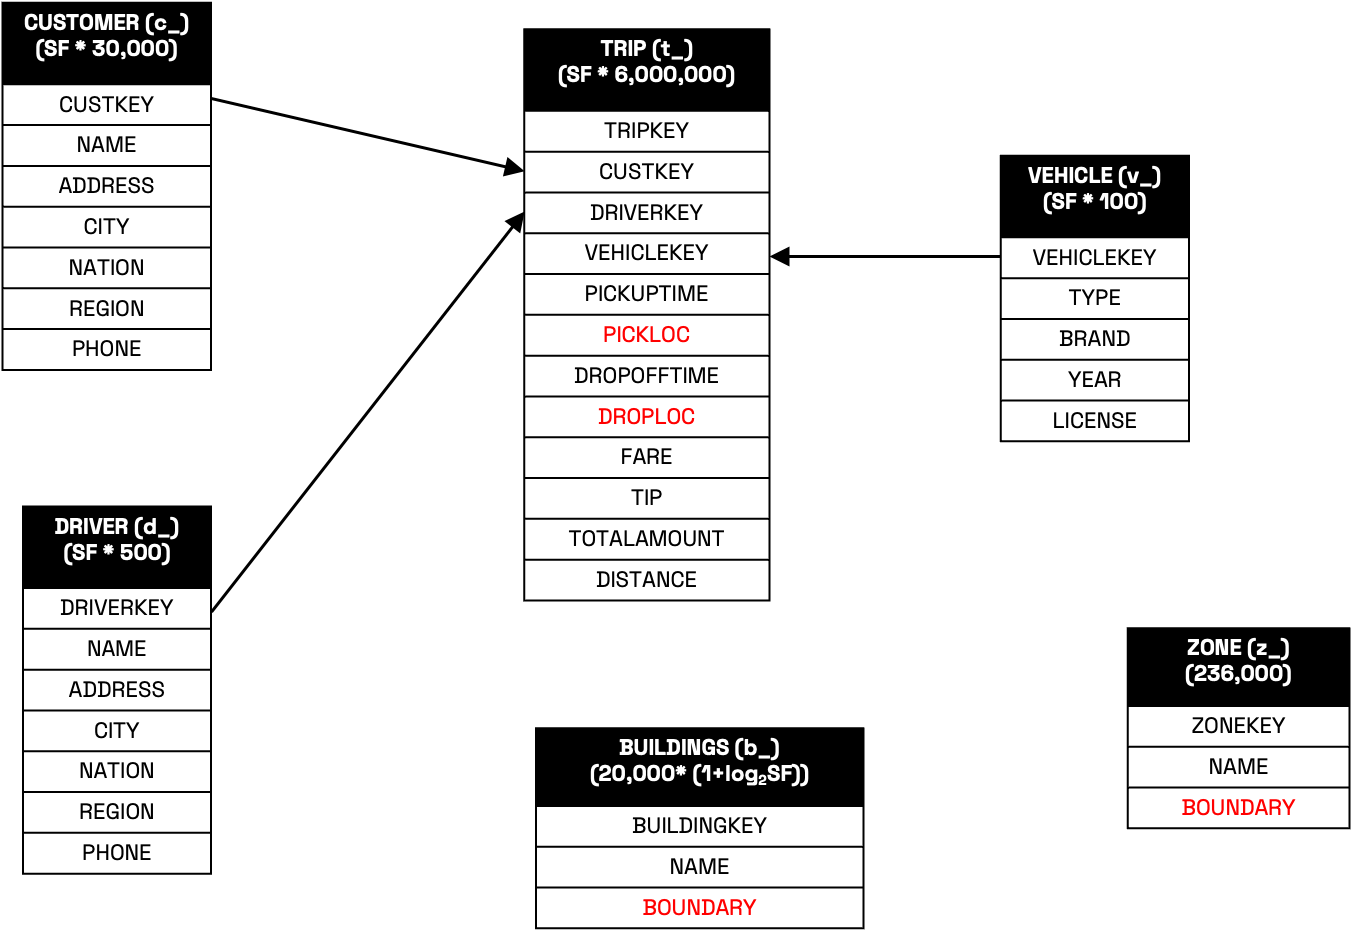 CUSTOMER (c_)
(SF * 30,000)
CUSTKEY
NAME
ADDRESS
CITY
NATION
REGION
PHONE
TRIP (t_)
(SF * 6,000,000)
TRIPKEY
CUSTKEY
DRIVERKEY
VEHICLEKEY
PICKUPTIME
PICKLOC
DROPOFFTIME
DROPLOC
FARE
TIP
TOTALAMOUNT
DISTANCE
VEHICLE (v_)
(SF * 100)
VEHICLEKEY
TYPE
BRAND
YEAR
LICENSE
DRIVER (d_)
(SF * 500)
DRIVERKEY
NAME
ADDRESS
CITY
NATION
REGION
PHONE
BUILDINGS (b_)
(20,000* (1+log₂SF))
BUILDINGKEY
NAME
BOUNDARY
ZONE (z_)
(236,000)
ZONEKEY
NAME
BOUNDARY